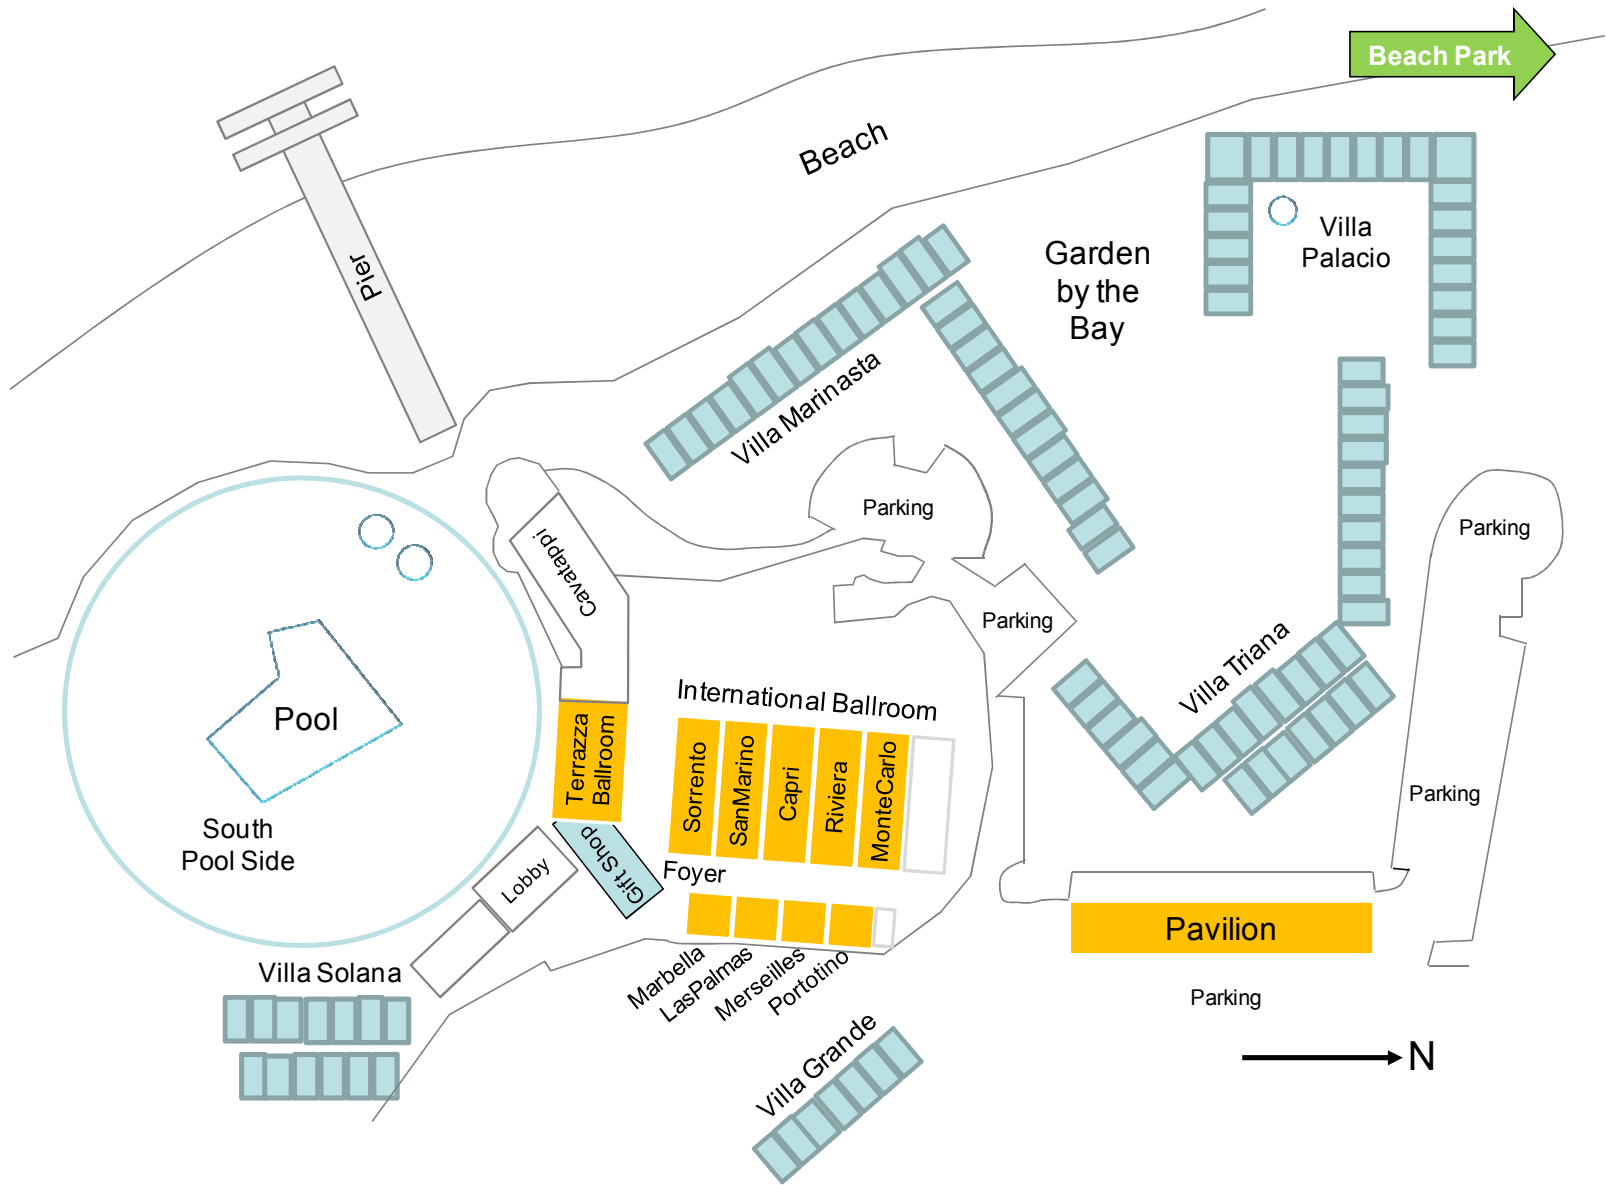 Beach Park
Beach
Pier
Garden
by the
Bay
Villa
Palacio
Villa Marinasta
Parking
Parking
Cavatappi
Parking
Villa Triana
International Ballroom
Pool
Terrazza
Ballroom
Sorrento
SanMarino
Capri
Riviera
MonteCarlo
Parking
South
Pool Side
Gift Shop
Lobby
Foyer
Pavilion
Villa Solana
Marbella
LasPalmas
Merseilles
Portotino
Parking
Villa Grande
N